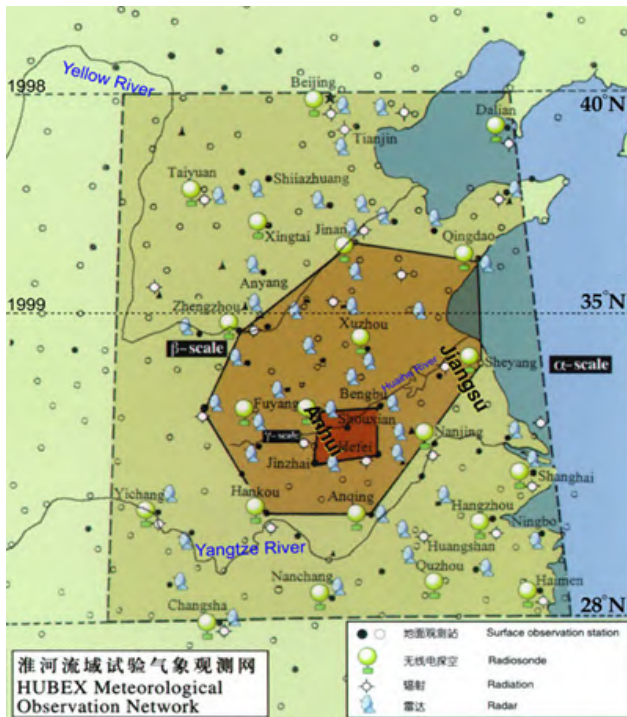 1998
Yellow River
Beijing
40°N
Dalian
Tianjin
Taiyuan
Shiiazhuang
Xingtai
Jinan
Qingdao
Anyang
1999
35°N
Zhengzhou
Xuzhou
β-scale
Jiangsu
Sheyang
α-scale
Huaihe River
Bengbu
Fuyang
Anhui
Shouxian
γ-scale
Hefei
Nanjing
Jinzhai
Shanghai
Yichang
Hankou
Anqing
Hangzhou
Ningbo
Yangtze River
Huangshan
Quzhou
Nanchang
Haimen
Changsha
28°N
淮河流域试验气象观测网
HUBEX Meteorological
Observation Network
地面观测站 Surface observation station
无线电探空 Radiosonde
辐射 Radiation
雷达 Radar